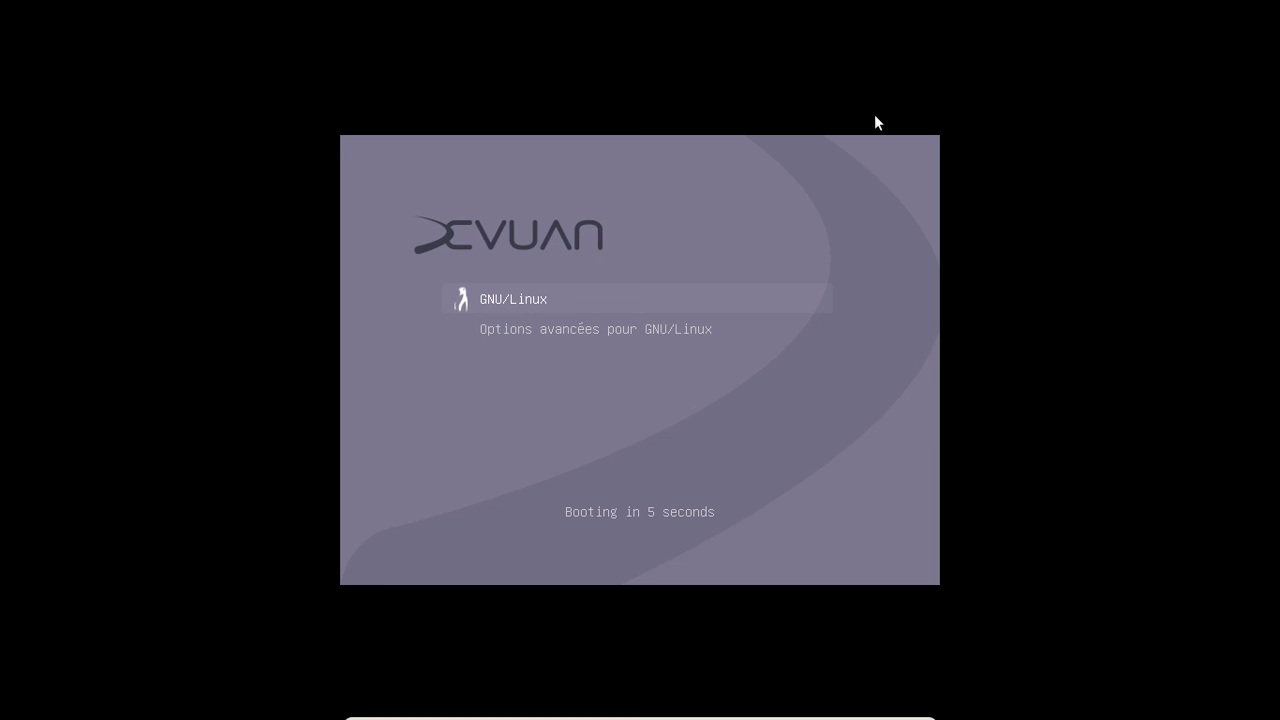 DEVUAN
GNU/Linux
Options avancées pour GNU/Linux
Booting in 5 seconds